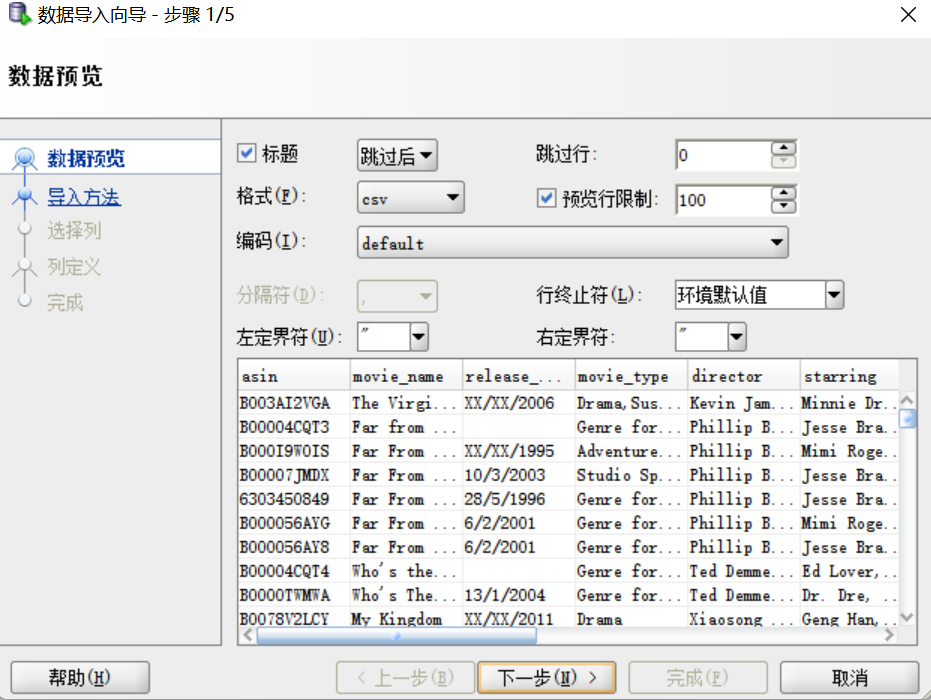 数据导入向导 - 步骤 1/5
数据预览
数据预览
导入方法
选择列
列定义
完成
标题 跳过后 跳过行: 0
格式(F): csv 预览行限制: 100
编码(I): default
分隔符(D): , 行终止符(L): 环境默认值
左定界符(U): " 右定界符: "
asin movie_name release_... movie_type director starring
B003AI2VGA The Virgi... XX/XX/2006 Drama,Sus... Kevin Jam... Minnie Dr..
B00004CQT3 Far from ... Genre for... Phillip B... Jesse Bra..
B000I9W0IS Far From ... XX/XX/1995 Adventure... Phillip B... Mimi Roge..
B00007JMDX Far From ... 10/3/2003 Studio Sp... Phillip B... Jesse Bra..
6303450849 Far From ... 28/5/1996 Genre for... Phillip B... Jesse Bra..
B000056AYG Far From ... 6/2/2001 Genre for... Phillip B... Mimi Roge..
B000056AY8 Far From ... 6/2/2001 Genre for... Phillip B... Jesse Bra..
B00004CQT4 Who's the... Genre for... Ted Demme... Ed Lover,..
B0000TWMWA Who's The... 13/1/2004 Genre for... Ted Demme... Dr. Dre, ..
B0078V2LCY My Kingdom XX/XX/2011 Drama Xiaosong ... Geng Han,..
帮助(H) < 上一步(B) 下一步(N) > 完成(F) 取消